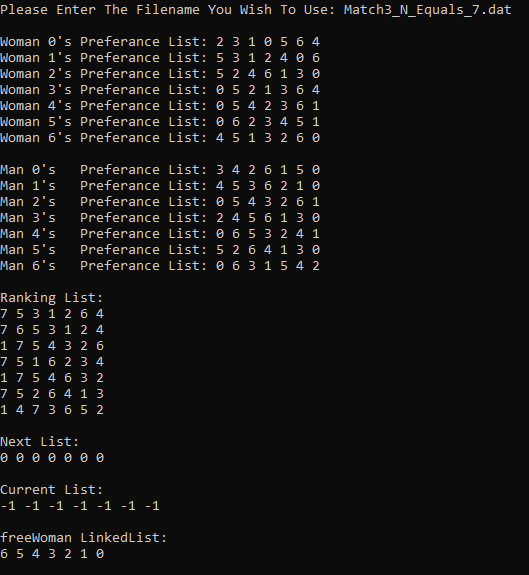 Please Enter The Filename You Wish To Use: Match3_N_Equals_7.dat
Woman 0's Preferance List: 2 3 1 0 5 6 4
Woman 1's Preferance List: 5 3 1 2 4 0 6
Woman 2's Preferance List: 5 2 4 6 1 3 0
Woman 3's Preferance List: 0 5 2 1 3 6 4
Woman 4's Preferance List: 0 5 4 2 3 6 1
Woman 5's Preferance List: 0 6 2 3 4 5 1
Woman 6's Preferance List: 4 5 1 3 2 6 0
Man 0's   Preferance List: 3 4 2 6 1 5 0
Man 1's   Preferance List: 4 5 3 6 2 1 0
Man 2's   Preferance List: 0 5 4 3 2 6 1
Man 3's   Preferance List: 2 4 5 6 1 3 0
Man 4's   Preferance List: 0 6 5 3 2 4 1
Man 5's   Preferance List: 5 2 6 4 1 3 0
Man 6's   Preferance List: 0 6 3 1 5 4 2
Ranking List:
7 5 3 1 2 6 4
7 6 5 3 1 2 4
1 7 5 4 3 2 6
7 5 1 6 2 3 4
1 7 5 4 6 3 2
7 5 2 6 4 1 3
1 4 7 3 6 5 2
Next List:
0 0 0 0 0 0 0
Current List:
-1 -1 -1 -1 -1 -1 -1
freeWoman LinkedList:
6 5 4 3 2 1 0